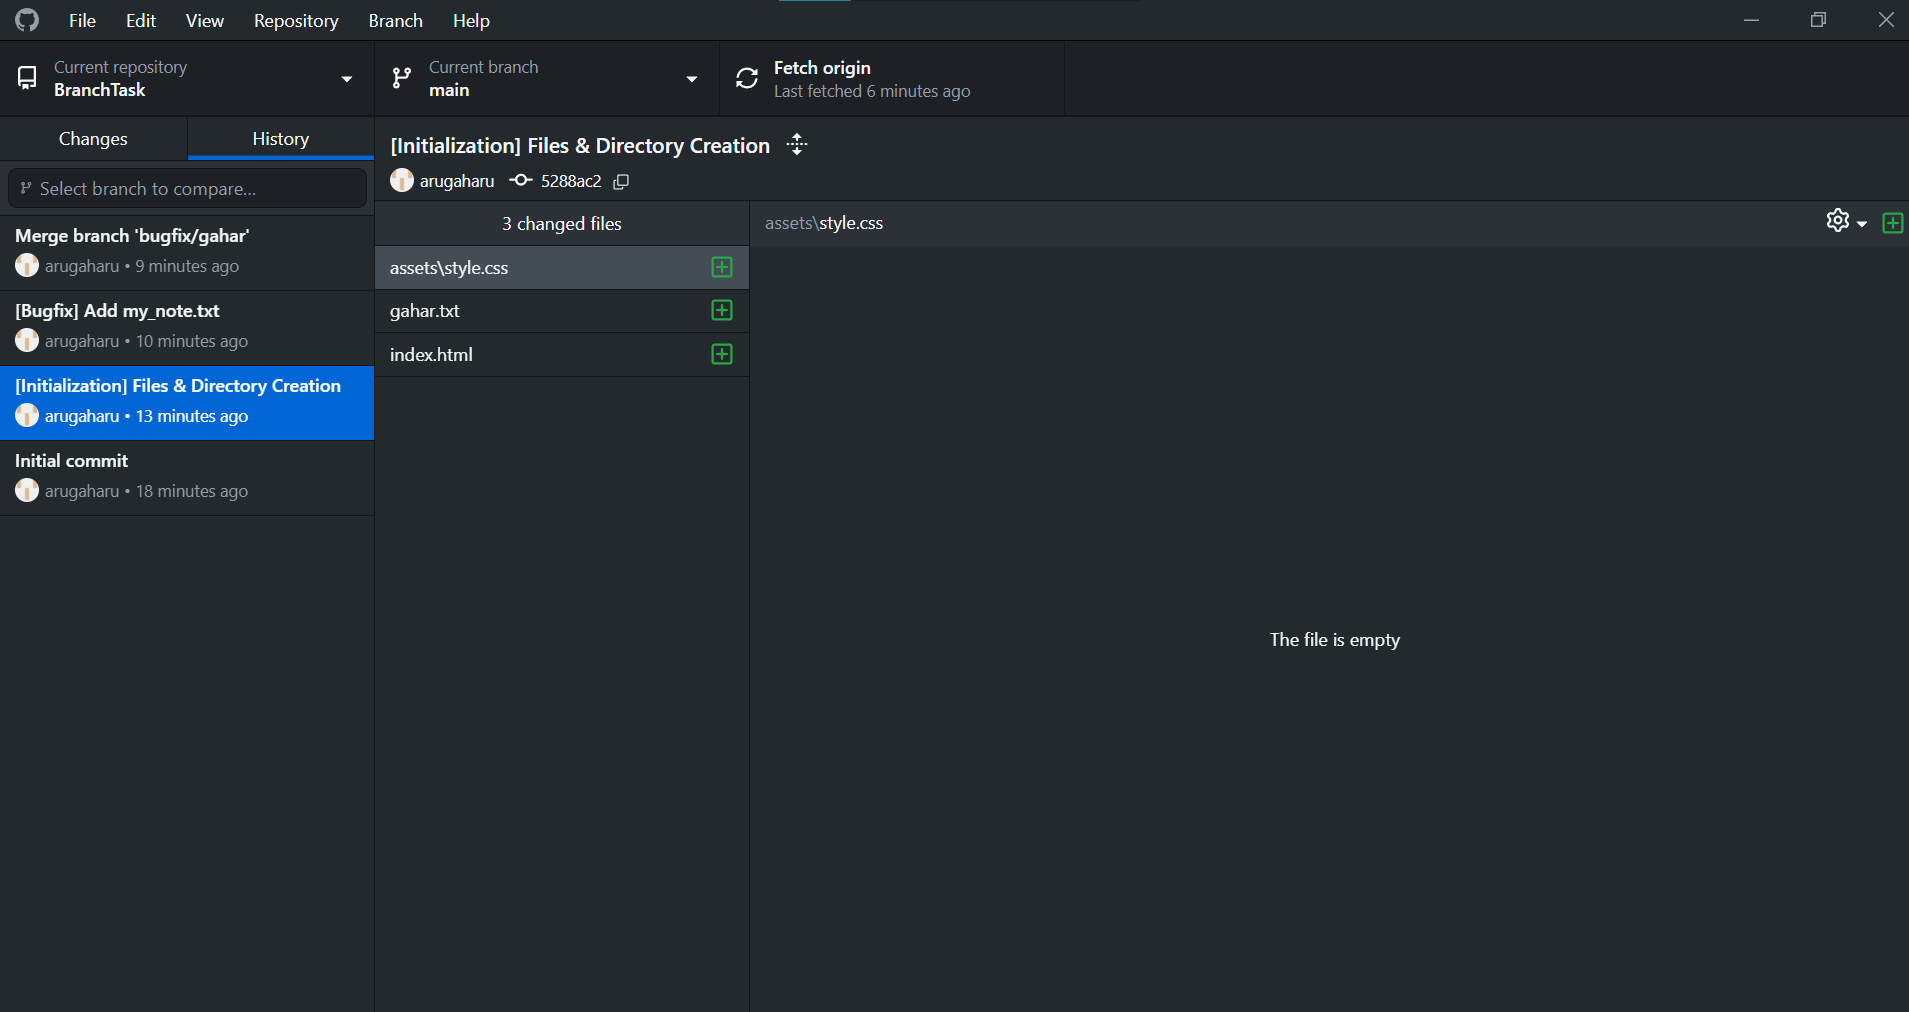 File Edit View Repository Branch Help
Current repository
BranchTask
Current branch
main
Fetch origin
Last fetched 6 minutes ago
Changes
History
Select branch to compare...
Merge branch 'bugfix/gahar'
arugaharu • 9 minutes ago
[Bugfix] Add my_note.txt
arugaharu • 10 minutes ago
[Initialization] Files & Directory Creation
arugaharu • 13 minutes ago
Initial commit
arugaharu • 18 minutes ago
[Initialization] Files & Directory Creation
arugaharu 5288ac2
3 changed files
assets\style.css
gahar.txt
index.html
assets\style.css
The file is empty